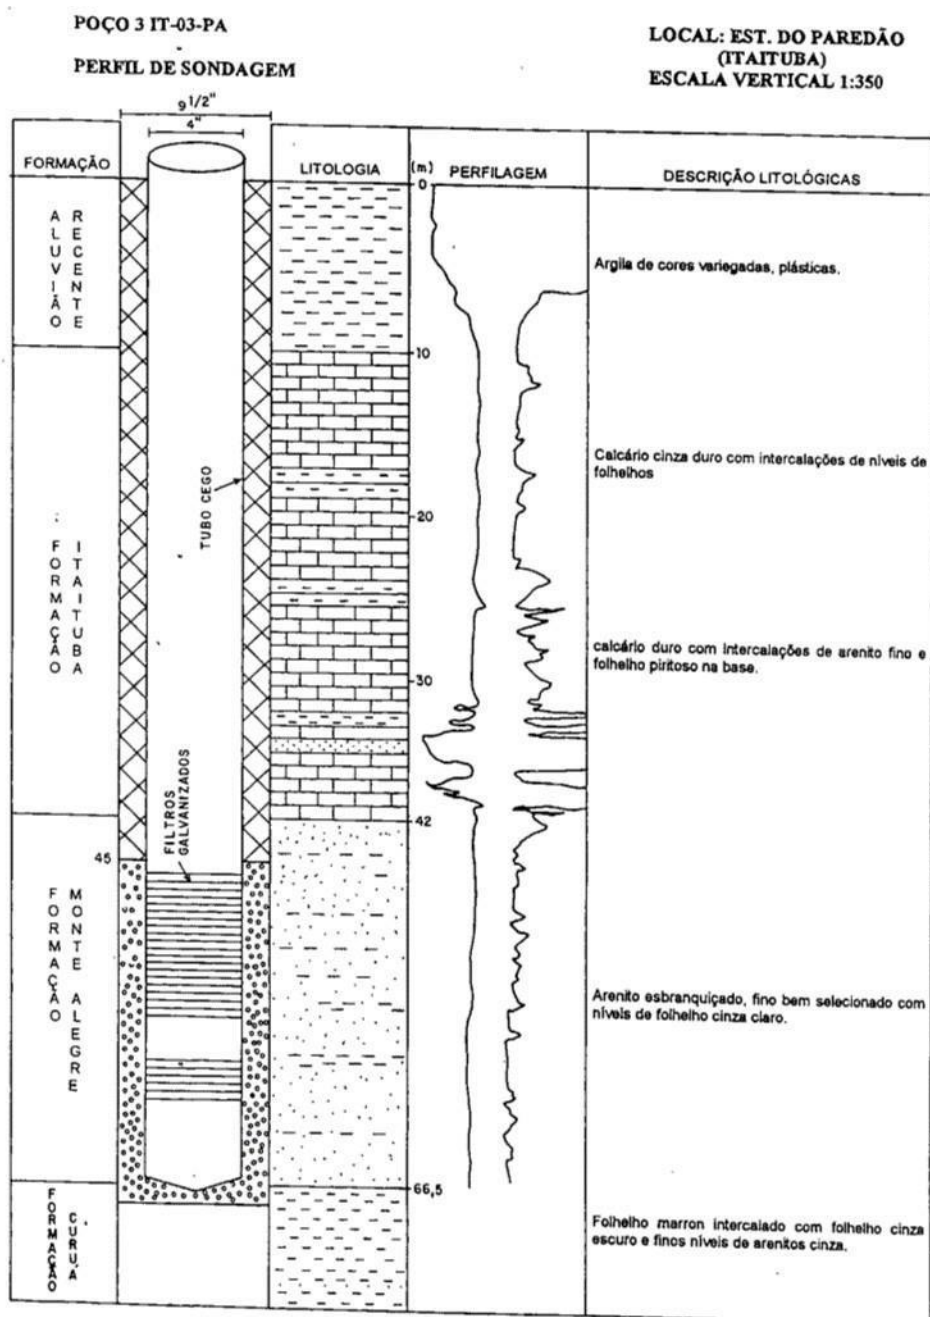 POÇO 3 IT-03-PA
PERFIL DE SONDAGEM
LOCAL: EST. DO PAREDÃO
(ITAITUBA)
ESCALA VERTICAL 1:350
9 1/2"
4"
FORMAÇÃO
LITOLOGIA
(m)
PERFILAGEM
DESCRIÇÃO LITOLÓGICAS
0
ALUVIÃO
RECENTE
Argila de cores variegadas, plásticas.
10
FORMAÇÃO
ITAITUBA
TUBO CEGO
Calcário cinza duro com intercalações de níveis de
folhelhos
20
calcário duro com intercalações de arenito fino e
folhelho piritoso na base.
30
FILTROS
GALVANIZADOS
42
45
FORMAÇÃO
MONTE ALEGRE
Arenito esbranquiçado, fino bem selecionado com
níveis de folhelho cinza claro.
66,5
FORMAÇÃO
CURUÁ
Folhelho marron intercalado com folhelho cinza
escuro e finos níveis de arenitos cinza.